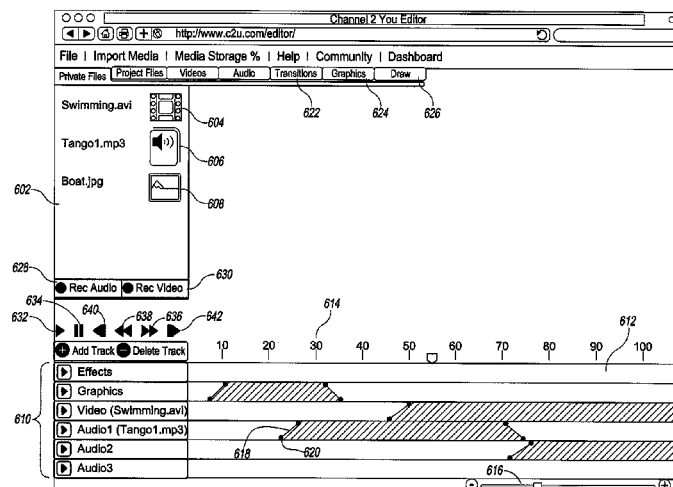 Channel 2 You Editor
http://www.c2u.com/editor/
File | Import Media | Media Storage % | Help | Community | Dashboard
Private Files Project Files Videos Audio Transitions Graphics Draw
622 624 626
Swimming.avi
604
Tango1.mp3
606
602
Boat.jpg
608
628
Rec Audio Rec Video
630
634 640 638 636
632 642
614
612
10 20 30 40 50 60 70 80 90 100
Add Track Delete Track
Effects
Graphics
610
Video (Swimming.avi)
Audio1 (Tango1.mp3)
618 620
Audio2
616
Audio3